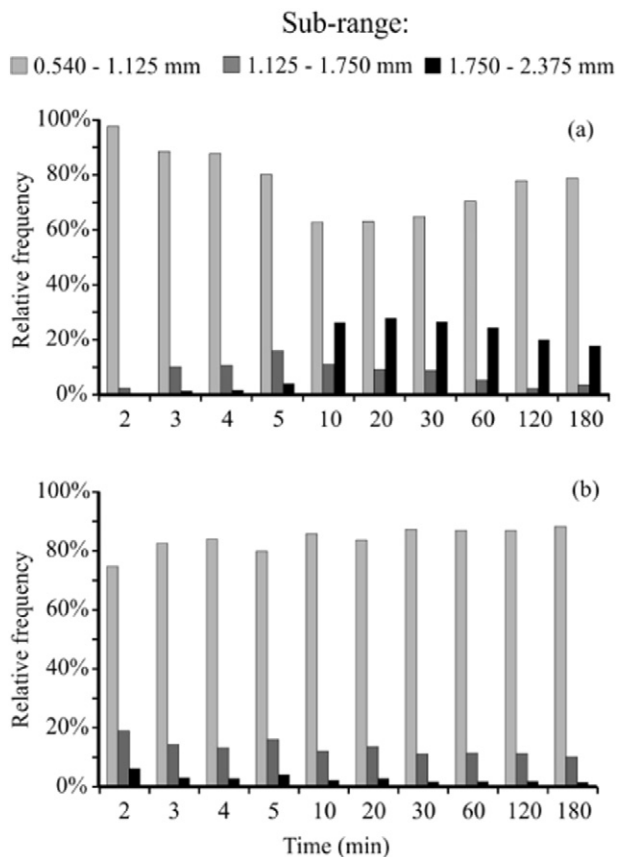 Sub-range:
0.540 - 1.125 mm 1.125 - 1.750 mm 1.750 - 2.375 mm
(a)
Relative frequency
100%
80%
60%
40%
20%
0%
2 3 4 5 10 20 30 60 120 180
(b)
Relative frequency
100%
80%
60%
40%
20%
0%
2 3 4 5 10 20 30 60 120 180
Time (min)